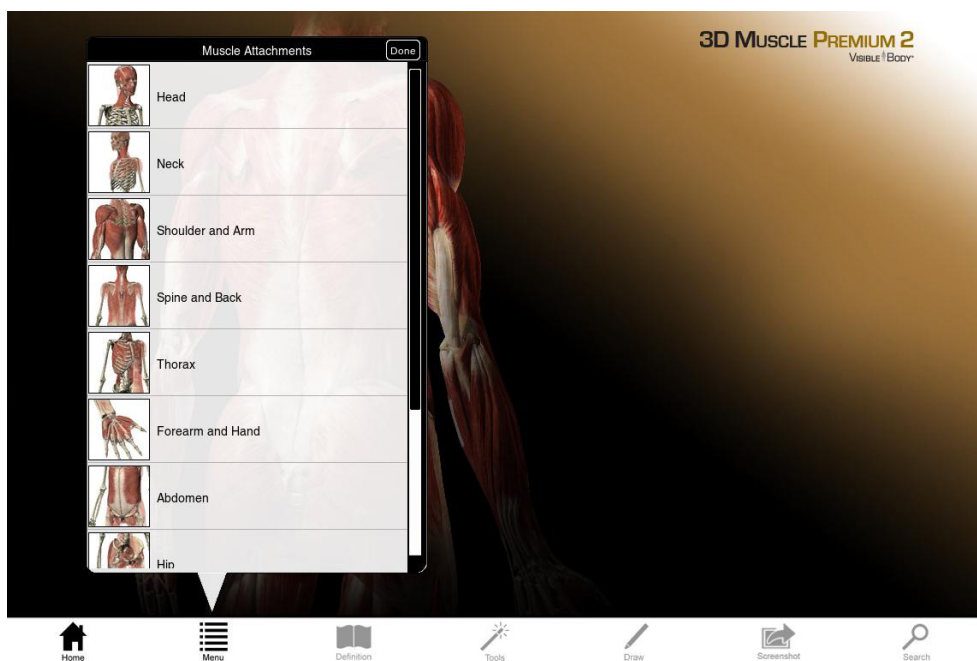 3D MUSCLE PREMIUM 2
VISIBLE BODY
Muscle Attachments
Done
Head
Neck
Shoulder and Arm
Spine and Back
Thorax
Forearm and Hand
Abdomen
Hip
Home
Menu
Definition
Tools
Draw
Screenshot
Search